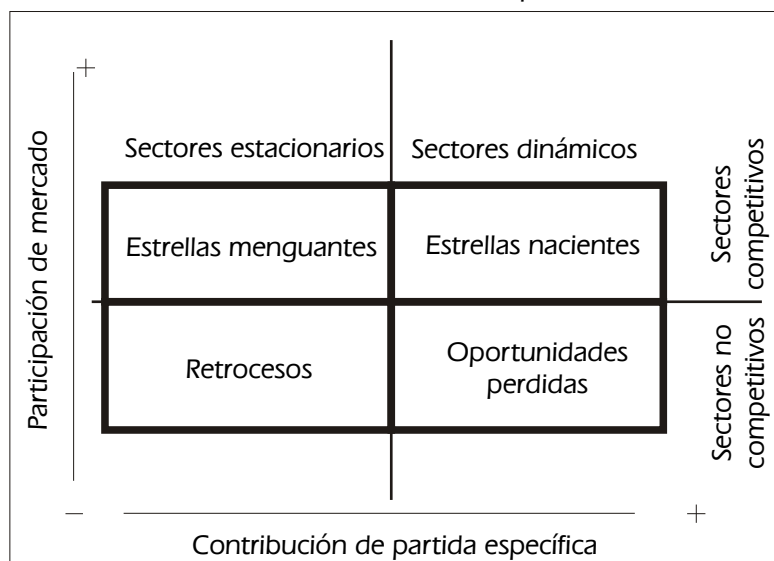 +
Sectores estacionarios
Sectores dinámicos
Estrellas menguantes
Estrellas nacientes
Sectores
competitivos
Participación de mercado
Retrocesos
Oportunidades
perdidas
Sectores no
competitivos
−
+
Contribución de partida específica